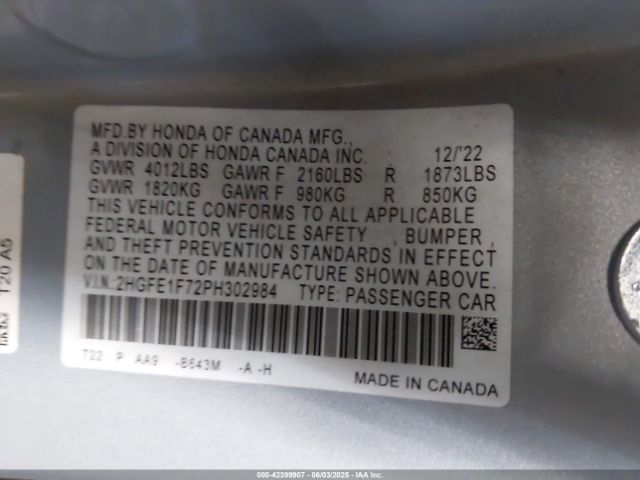 MFD.BY HONDA OF CANADA MFG.,
A DIVISION OF HONDA CANADA INC. 12/'22
GVWR 4012LBS GAWR F 2160LBS R 1873LBS
GVWR 1820KG GAWR F 980KG R 850KG
THIS VEHICLE CONFORMS TO ALL APPLICABLE
FEDERAL MOTOR VEHICLE SAFETY , BUMPER ,
AND THEFT PREVENTION STANDARDS IN EFFECT
ON THE DATE OF MANUFACTURE SHOWN ABOVE.
V.I.N.: 2HGFE1F72PH302984 TYPE: PASSENGER CAR
T22 P AA9 -B643M -A -H
MADE IN CANADA
T20 A5
000-42399907 - 06/03/2025 - IAA Inc.